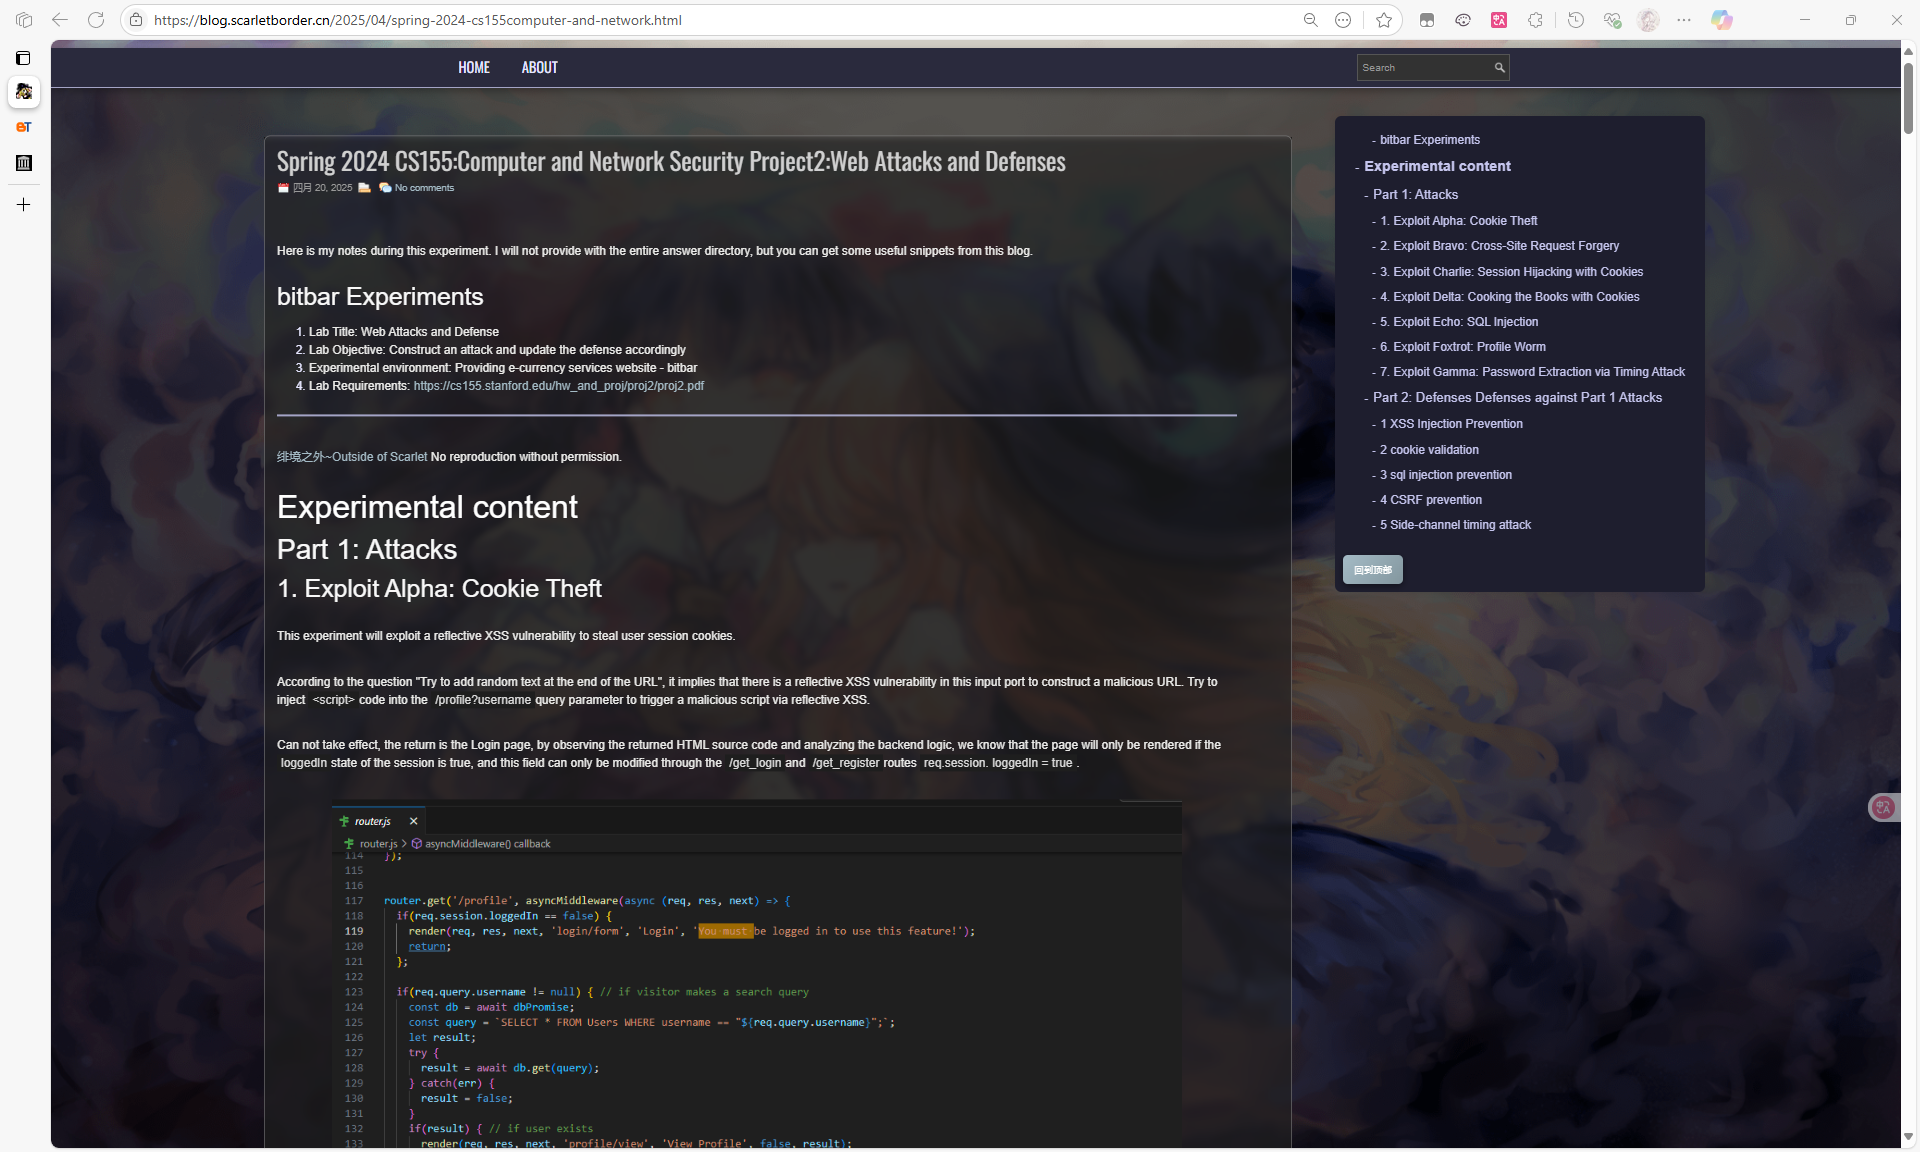 https://blog.scarletborder.cn/2025/04/spring-2024-cs155computer-and-network.html
HOME
ABOUT
Search
Spring 2024 CS155:Computer and Network Security Project2:Web Attacks and Defenses
四月 20, 2025 No comments
Here is my notes during this experiment. I will not provide with the entire answer directory, but you can get some useful snippets from this blog.
bitbar Experiments
1. Lab Title: Web Attacks and Defense
2. Lab Objective: Construct an attack and update the defense accordingly
3. Experimental environment: Providing e-currency services website - bitbar
4. Lab Requirements: https://cs155.stanford.edu/hw_and_proj/proj2/proj2.pdf
绯境之外~Outside of Scarlet No reproduction without permission.
Experimental content
Part 1: Attacks
1. Exploit Alpha: Cookie Theft
This experiment will exploit a reflective XSS vulnerability to steal user session cookies.
According to the question "Try to add random text at the end of the URL", it implies that there is a reflective XSS vulnerability in this input port to construct a malicious URL. Try to
inject <script> code into the /profile?username query parameter to trigger a malicious script via reflective XSS.
Can not take effect, the return is the Login page, by observing the returned HTML source code and analyzing the backend logic, we know that the page will only be rendered if the
loggedIn state of the session is true, and this field can only be modified through the /get_login and /get_register routes req.session. loggedIn = true .
router.js
router.js > asyncMiddleware() callback
114 });
115
116
117 router.get('/profile', asyncMiddleware(async (req, res, next) => {
118 if(req.session.loggedIn == false) {
119 render(req, res, next, 'login/form', 'Login', 'You must be logged in to use this feature!');
120 return;
121 };
122
123 if(req.query.username != null) { // if visitor makes a search query
124 const db = await dbPromise;
125 const query = `SELECT * FROM Users WHERE username == "${req.query.username}";`;
126 let result;
127 try {
128 result = await db.get(query);
129 } catch(err) {
130 result = false;
131 }
132 if(result) { // if user exists
133 render(req, res, next, 'profile/view', 'View Profile', false, result);
- bitbar Experiments
- Experimental content
- Part 1: Attacks
- 1. Exploit Alpha: Cookie Theft
- 2. Exploit Bravo: Cross-Site Request Forgery
- 3. Exploit Charlie: Session Hijacking with Cookies
- 4. Exploit Delta: Cooking the Books with Cookies
- 5. Exploit Echo: SQL Injection
- 6. Exploit Foxtrot: Profile Worm
- 7. Exploit Gamma: Password Extraction via Timing Attack
- Part 2: Defenses Defenses against Part 1 Attacks
- 1 XSS Injection Prevention
- 2 cookie validation
- 3 sql injection prevention
- 4 CSRF prevention
- 5 Side-channel timing attack
回到顶部